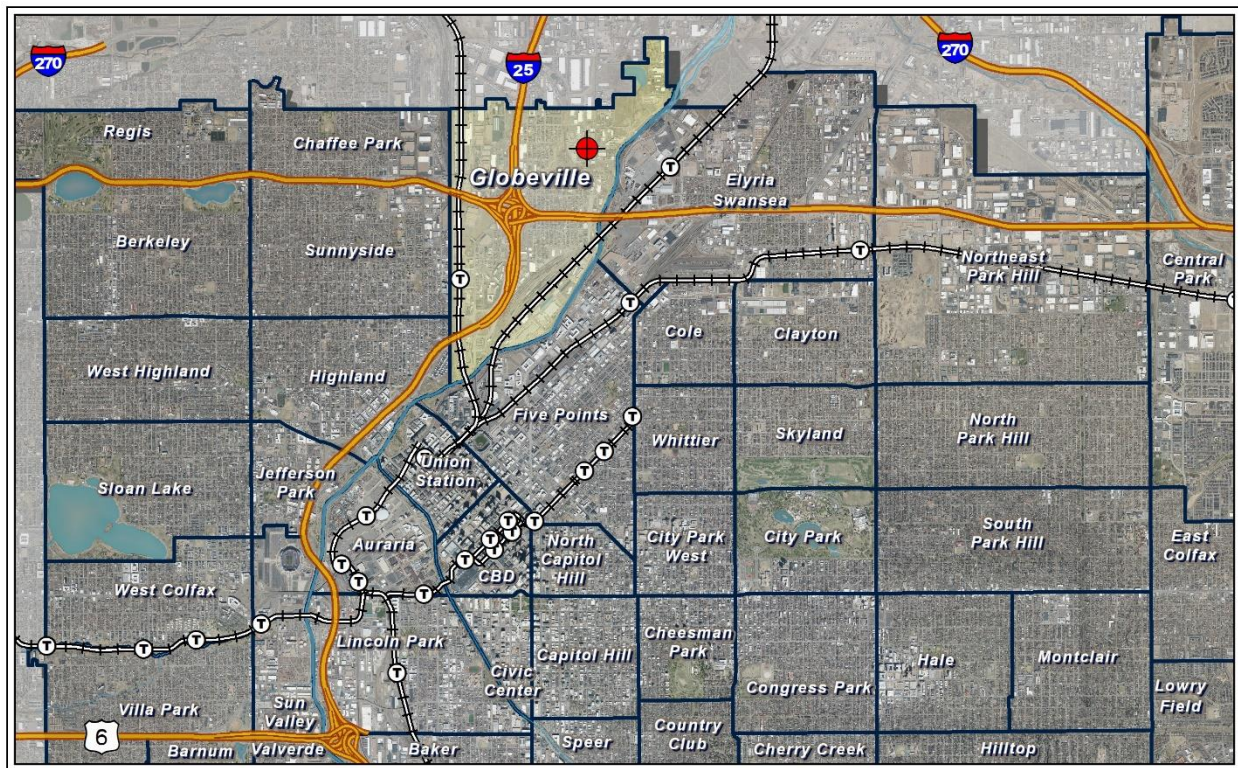 270
25
270
Regis
Chaffee Park
Globeville
Elyria
Swansea
Berkeley
Sunnyside
Northeast
Park Hill
Central
Park
T
T
T
T
T
Cole
Clayton
West Highland
Highland
Five Points
T
Whittier
Skyland
North
Park Hill
Sloan Lake
Jefferson
Park
Union
Station
T
T
T
T
Auraria
T
T
T
T
T
T
CBD
T
T
T
North
Capitol
Hill
City Park
West
City Park
South
Park Hill
East
Colfax
West Colfax
T
T
T
T
T
Lincoln Park
Civic
Center
Capitol Hill
Cheesman
Park
Congress Park
Hale
Montclair
Lowry
Field
Villa Park
Sun
Valley
6
Barnum
Valverde
Baker
Speer
Country
Club
Cherry Creek
Hilltop